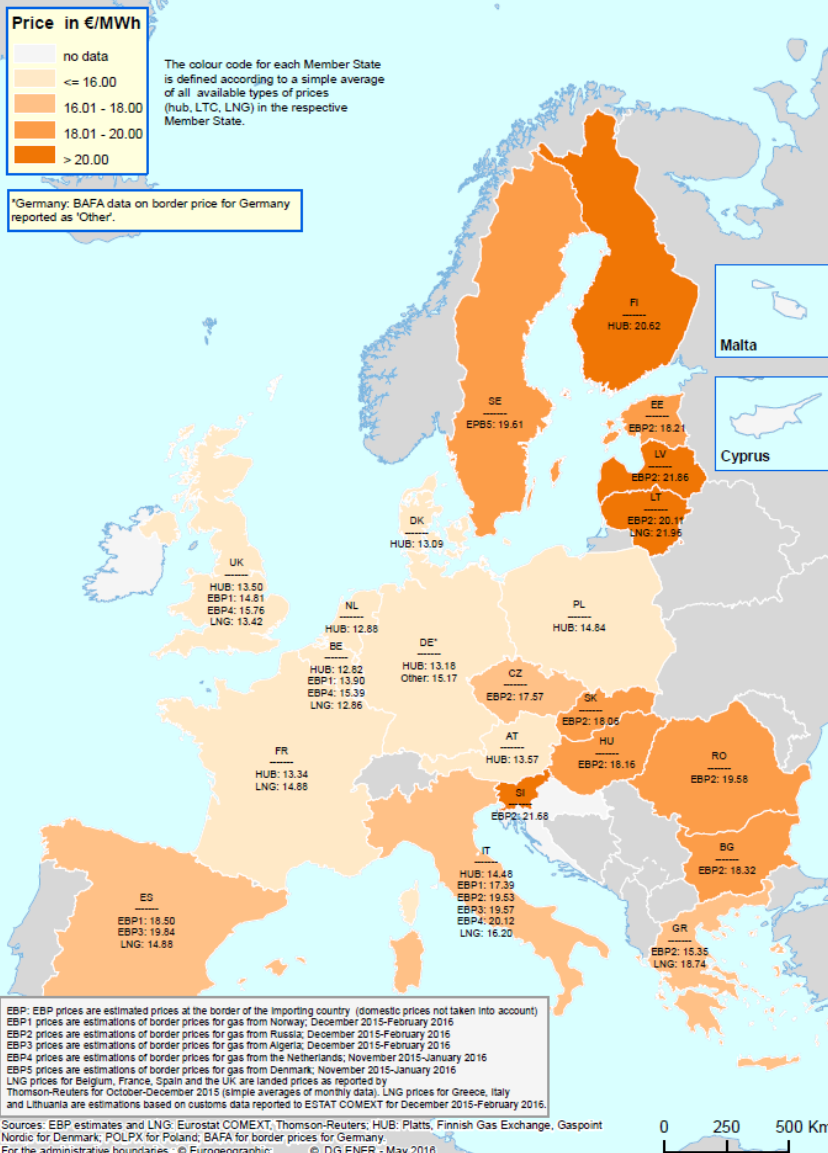 Price in €/MWh
no data
<= 16.00
16.01 - 18.00
18.01 - 20.00
> 20.00
The colour code for each Member State
is defined according to a simple average
of all available types of prices
(hub, LTC, LNG) in the respective
Member State.
*Germany: BAFA data on border price for Germany
reported as 'Other'.
FI
-------
HUB: 20.62
Malta
Cyprus
SE
-------
EPB5: 19.61
EE
-------
EBP2: 18.21
LV
-------
EBP2: 21.86
LT
-------
EBP2: 20.11
LNG: 21.95
DK
-------
HUB: 13.09
UK
-------
HUB: 13.50
EBP1: 14.81
EBP4: 15.76
LNG: 13.42
NL
-------
HUB: 12.88
BE
-------
HUB: 12.82
EBP1: 13.90
EBP4: 15.39
LNG: 12.86
DE*
-------
HUB: 13.18
Other: 15.17
PL
-------
HUB: 14.84
CZ
-------
EBP2: 17.57
SK
-------
EBP2: 18.06
AT
-------
HUB: 13.57
HU
-------
EBP2: 18.16
RO
-------
EBP2: 19.58
FR
-------
HUB: 13.34
LNG: 14.88
SI
-------
EBP2: 21.68
BG
-------
EBP2: 18.32
IT
-------
HUB: 14.48
EBP1: 17.39
EBP2: 19.53
EBP3: 19.57
EBP4: 20.12
LNG: 16.20
ES
-------
EBP1: 18.50
EBP3: 19.84
LNG: 14.88
GR
-------
EBP2: 15.35
LNG: 18.74
EBP: EBP prices are estimated prices at the border of the importing country (domestic prices not taken into account)
EBP1 prices are estimations of border prices for gas from Norway; December 2015-February 2016
EBP2 prices are estimations of border prices for gas from Russia; December 2015-February 2016
EBP3 prices are estimations of border prices for gas from Algeria; December 2015-February 2016
EBP4 prices are estimations of border prices for gas from the Netherlands; November 2015-January 2016
EBP5 prices are estimations of border prices for gas from Denmark; November 2015-January 2016
LNG prices for Belgium, France, Spain and the UK are landed prices as reported by
Thomson-Reuters for October-December 2015 (simple averages of monthly data). LNG prices for Greece, Italy
and Lithuania are estimations based on customs data reported to ESTAT COMEXT for December 2015-February 2016.
Sources: EBP estimates and LNG: Eurostat COMEXT, Thomson-Reuters; HUB: Platts, Finnish Gas Exchange, Gaspoint
Nordic for Denmark; POLPX for Poland; BAFA for border prices for Germany.
For the administrative boundaries : © Eurogeographic: © DG ENER - May 2016
0 250 500 Km